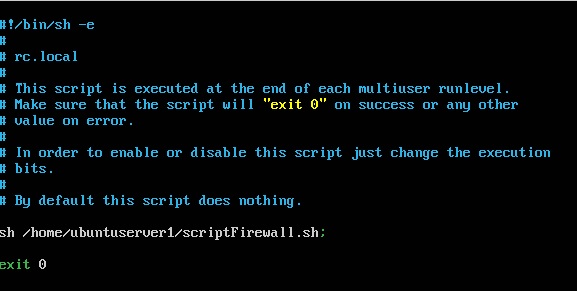 #!/bin/sh -e
#
# rc.local
#
# This script is executed at the end of each multiuser runlevel.
# Make sure that the script will "exit 0" on success or any other
# value on error.
#
# In order to enable or disable this script just change the execution
# bits.
#
# By default this script does nothing.
sh /home/ubuntuserver1/scriptFirewall.sh;
exit 0